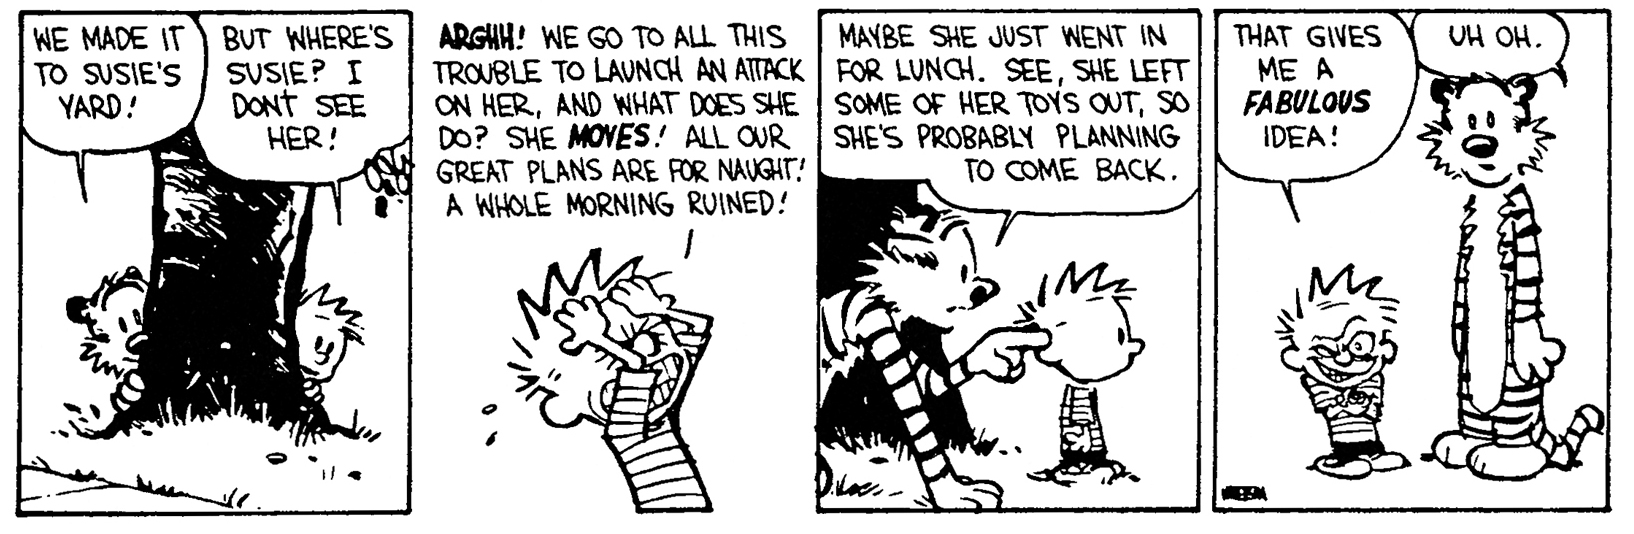 WE MADE IT
TO SUSIE'S
YARD!
BUT WHERE'S
SUSIE? I
DON'T SEE
HER!
ARGHH! WE GO TO ALL THIS
TROUBLE TO LAUNCH AN ATTACK
ON HER, AND WHAT DOES SHE
DO? SHE MOVES! ALL OUR
GREAT PLANS ARE FOR NAUGHT!
A WHOLE MORNING RUINED!
MAYBE SHE JUST WENT IN
FOR LUNCH. SEE, SHE LEFT
SOME OF HER TOYS OUT, SO
SHE'S PROBABLY PLANNING
TO COME BACK.
THAT GIVES
ME A
FABULOUS
IDEA!
UH OH.